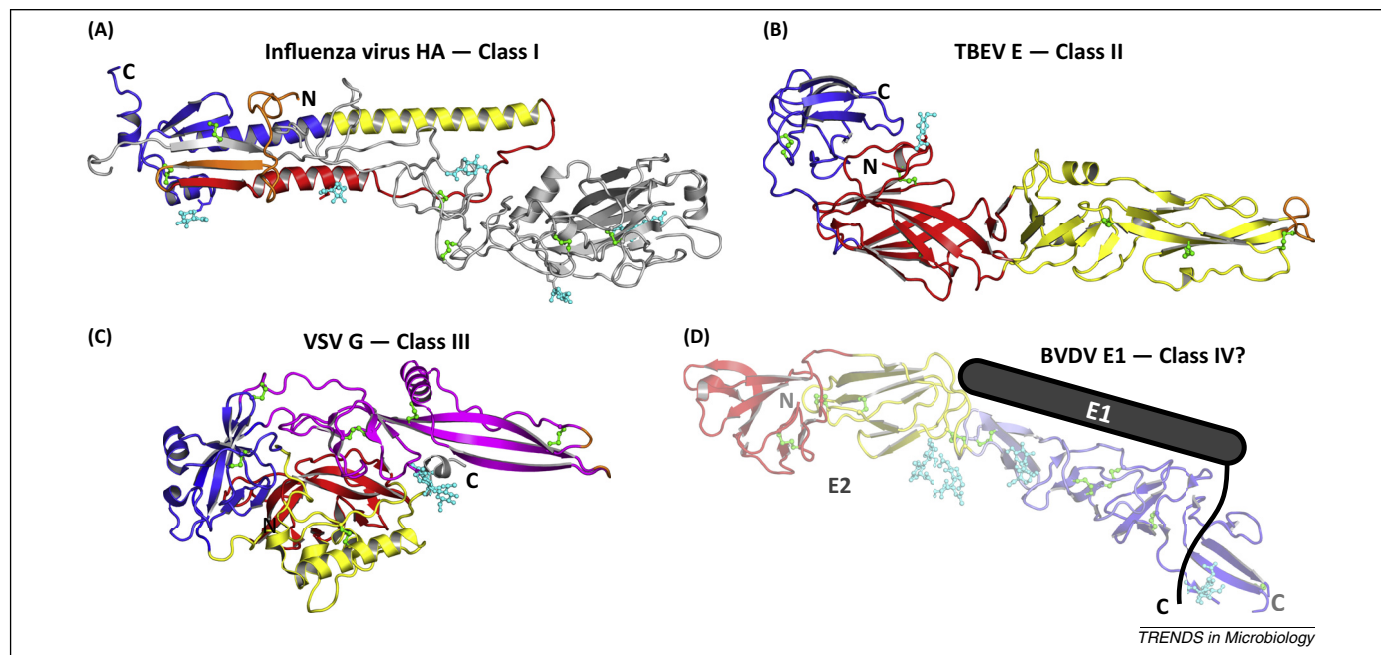 (A)
Influenza virus HA — Class I
C
N
(B)
TBEV E — Class II
C
N
(C)
VSV G — Class III
C
N
(D)
BVDV E1 — Class IV?
E1
N
E2
C
C
TRENDS in Microbiology